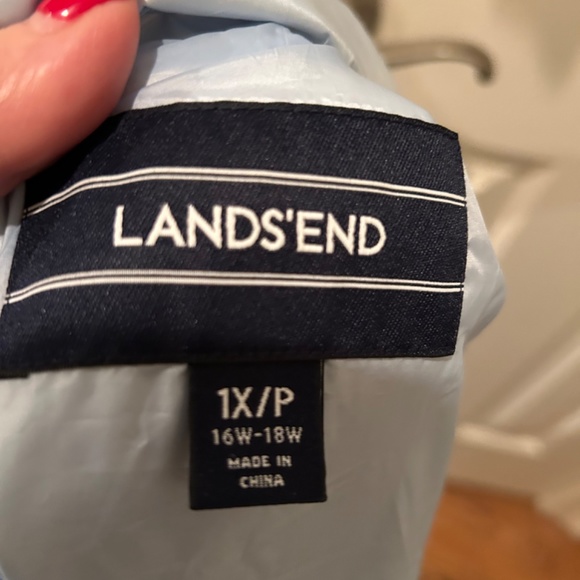 LANDS'END
1X/P
16W-18W
MADE IN
CHINA